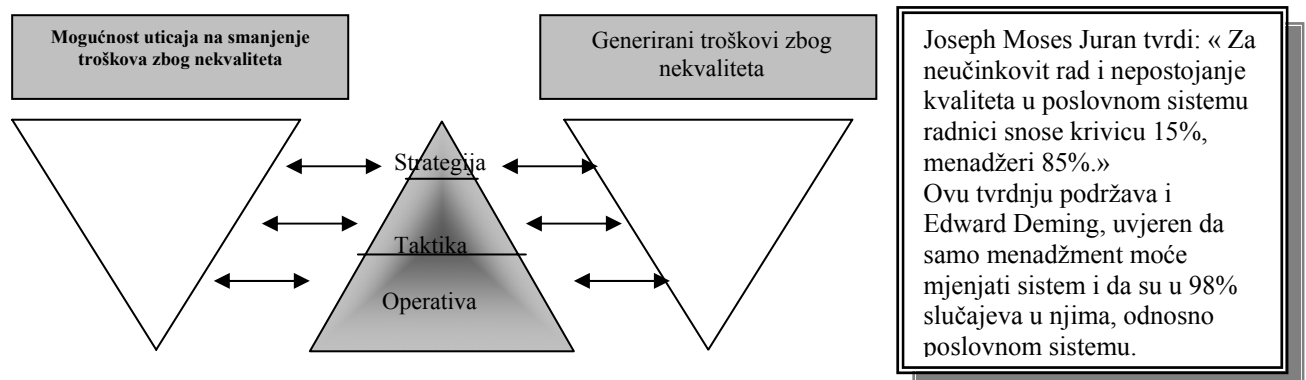 Mogućnost uticaja na smanjenje
troškova zbog nekvaliteta
Generirani troškovi zbog
nekvaliteta
Strategija
Taktika
Operativa
Joseph Moses Juran tvrdi: « Za
neučinkovit rad i nepostojanje
kvaliteta u poslovnom sistemu
radnici snose krivicu 15%,
menadžeri 85%.»
Ovu tvrdnju podržava i
Edward Deming, uvjeren da
samo menadžment moće
mjenjati sistem i da su u 98%
slučajeva u njima, odnosno
poslovnom sistemu.